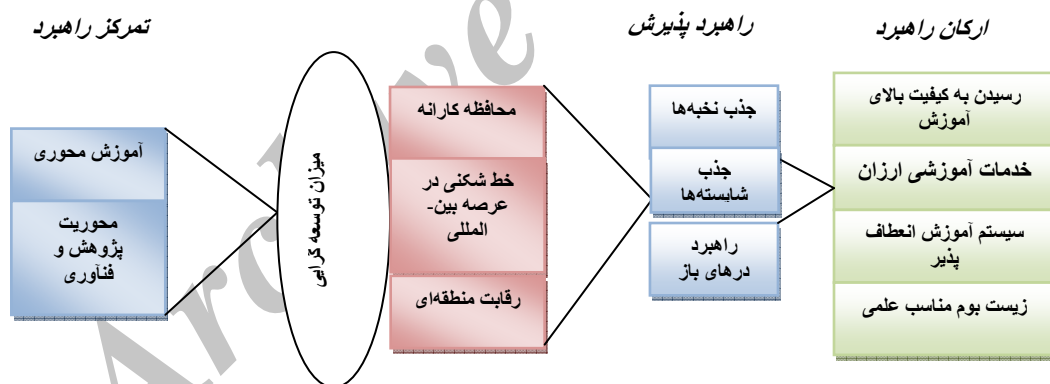 ارکان راهبرد
راهبرد پذیرش
تمرکز راهبرد
رسیدن به کیفیت بالای
آموزش
خدمات آموزشی ارزان
سیستم آموزش انعطاف
پذیر
زیست بوم مناسب علمی
جذب نخبه‌ها
جذب
شایسته‌ها
راهبرد
درهای باز
محافظه کارانه
خط شکنی در
عرصه بین-
المللی
رقابت منطقه‌ای
میزان توسعه گرایی
آموزش محوری
محوریت
پژوهش و
فنآوری
Archive